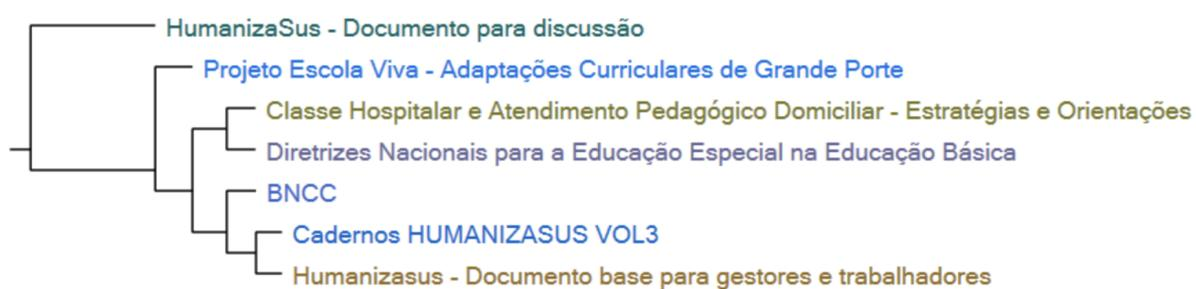 HumanizaSus - Documento para discussão
Projeto Escola Viva - Adaptações Curriculares de Grande Porte
Classe Hospitalar e Atendimento Pedagógico Domiciliar - Estratégias e Orientações
Diretrizes Nacionais para a Educação Especial na Educação Básica
BNCC
Cadernos HUMANIZASUS VOL3
Humanizasus - Documento base para gestores e trabalhadores